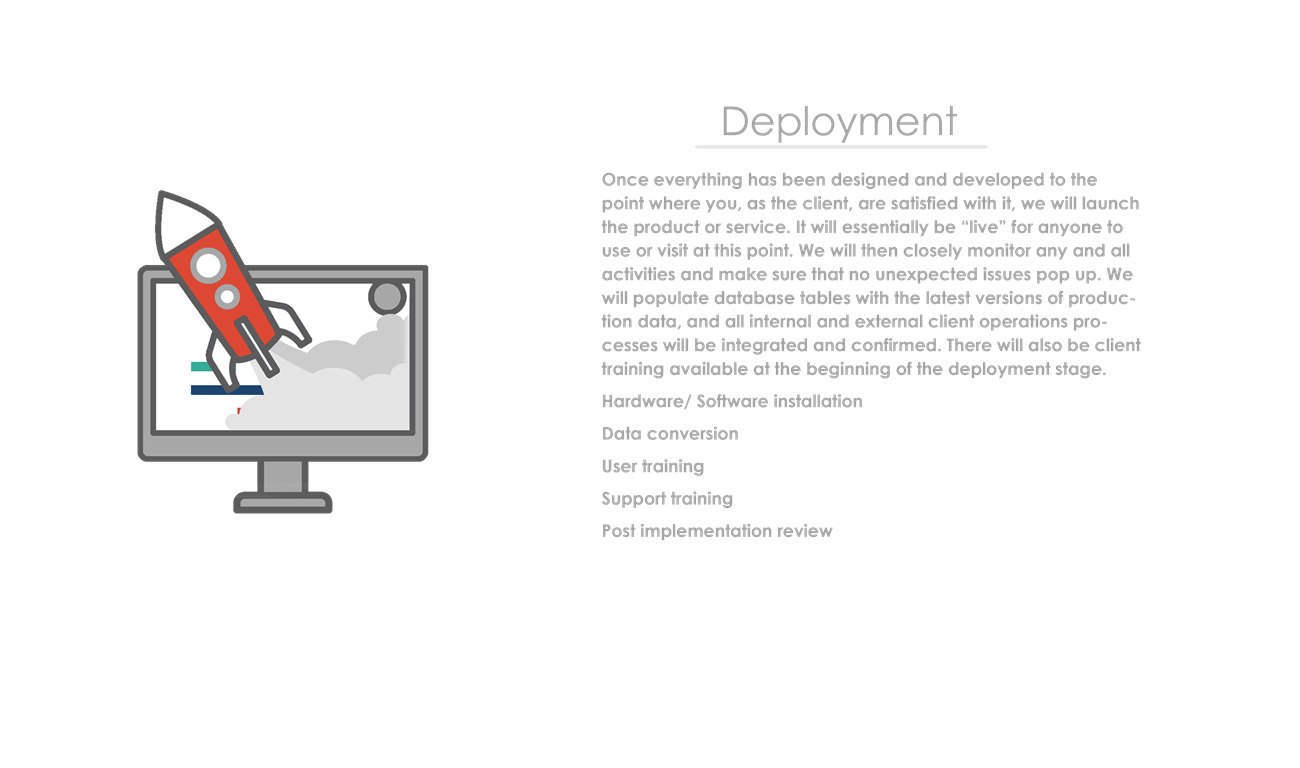 Deployment
Once everything has been designed and developed to the
point where you, as the client, are satisfied with it, we will launch
the product or service. It will essentially be “live” for anyone to
use or visit at this point. We will then closely monitor any and all
activities and make sure that no unexpected issues pop up. We
will populate database tables with the latest versions of produc-
tion data, and all internal and external client operations pro-
cesses will be integrated and confirmed. There will also be client
training available at the beginning of the deployment stage.
Hardware/ Software installation
Data conversion
User training
Support training
Post implementation review